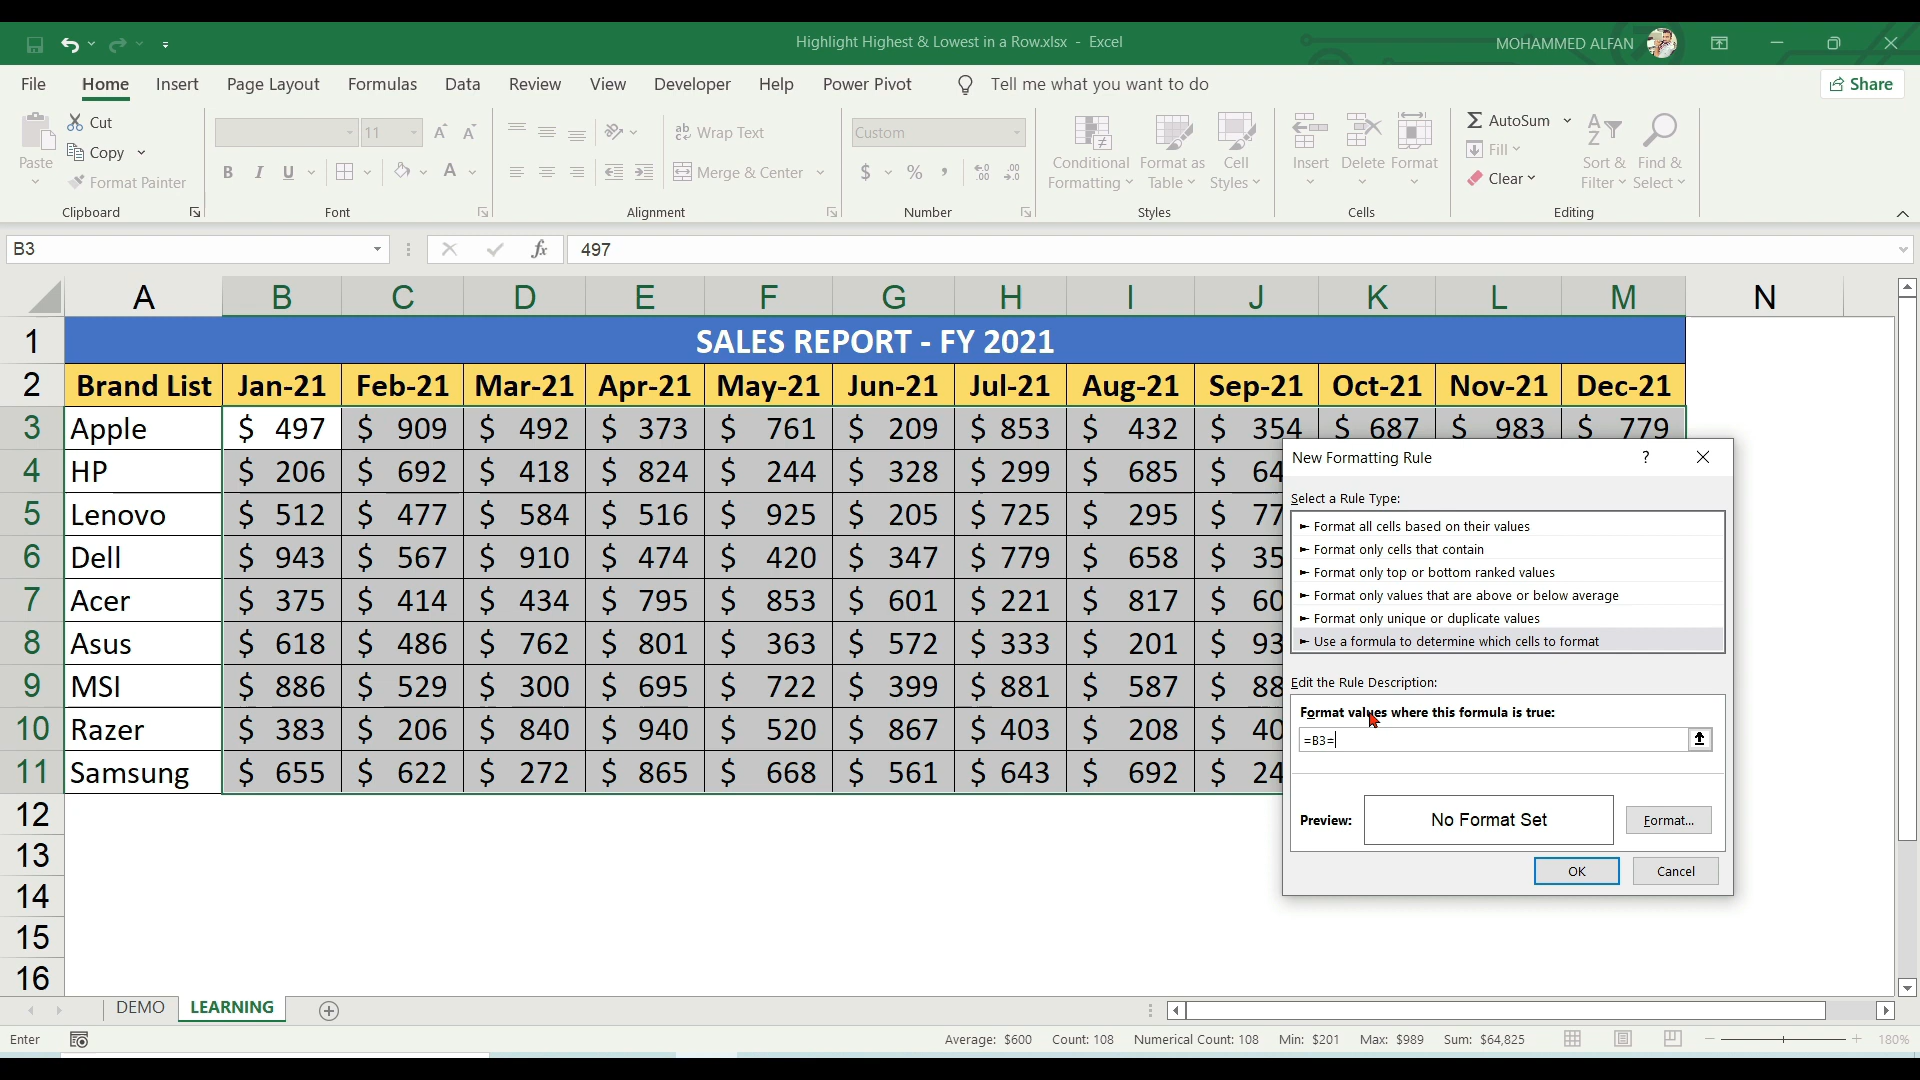 Highlight Highest & Lowest in a Row.xlsx - Excel
MOHAMMED ALFAN
File Home Insert Page Layout Formulas Data Review View Developer Help Power Pivot Tell me what you want to do Share
Paste
Cut
Copy
Format Painter
Clipboard
11
B I U
Font
Wrap Text
Merge & Center
Alignment
Custom
$ % ,
Number
Conditional Formatting
Format as Table
Cell Styles
Styles
Insert Delete Format
Cells
AutoSum
Fill
Clear
Sort & Filter
Find & Select
Editing
B3 fx 497
A B C D E F G H I J K L M N
1 SALES REPORT - FY 2021
2 Brand List Jan-21 Feb-21 Mar-21 Apr-21 May-21 Jun-21 Jul-21 Aug-21 Sep-21 Oct-21 Nov-21 Dec-21
3 Apple $ 497 $ 909 $ 492 $ 373 $ 761 $ 209 $ 853 $ 432 $ 354 $ 687 $ 983 $ 779
4 HP $ 206 $ 692 $ 418 $ 824 $ 244 $ 328 $ 299 $ 685 $ 64
5 Lenovo $ 512 $ 477 $ 584 $ 516 $ 925 $ 205 $ 725 $ 295 $ 77
6 Dell $ 943 $ 567 $ 910 $ 474 $ 420 $ 347 $ 779 $ 658 $ 35
7 Acer $ 375 $ 414 $ 434 $ 795 $ 853 $ 601 $ 221 $ 817 $ 60
8 Asus $ 618 $ 486 $ 762 $ 801 $ 363 $ 572 $ 333 $ 201 $ 93
9 MSI $ 886 $ 529 $ 300 $ 695 $ 722 $ 399 $ 881 $ 587 $ 88
10 Razer $ 383 $ 206 $ 840 $ 940 $ 520 $ 867 $ 403 $ 208 $ 40
11 Samsung $ 655 $ 622 $ 272 $ 865 $ 668 $ 561 $ 643 $ 692 $ 24
12
13
14
15
16
New Formatting Rule ?
Select a Rule Type:
► Format all cells based on their values
► Format only cells that contain
► Format only top or bottom ranked values
► Format only values that are above or below average
► Format only unique or duplicate values
► Use a formula to determine which cells to format
Edit the Rule Description:
Format values where this formula is true:
=B3=
Preview: No Format Set Format...
OK Cancel
DEMO LEARNING
Enter Average: $600 Count: 108 Numerical Count: 108 Min: $201 Max: $989 Sum: $64,825 180%